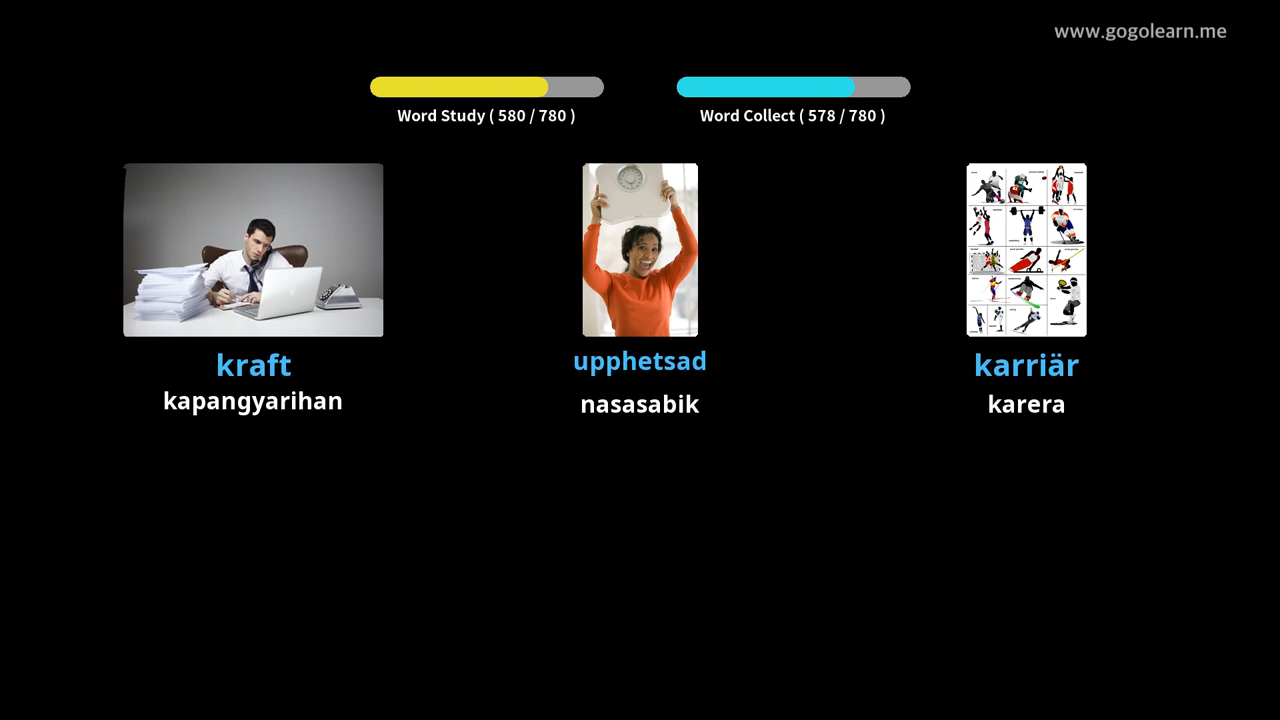 www.gogolearn.me
Word Study ( 580 / 780 )
Word Collect ( 578 / 780 )
kraft
kapangyarihan
upphetsad
nasasabik
karriär
karera